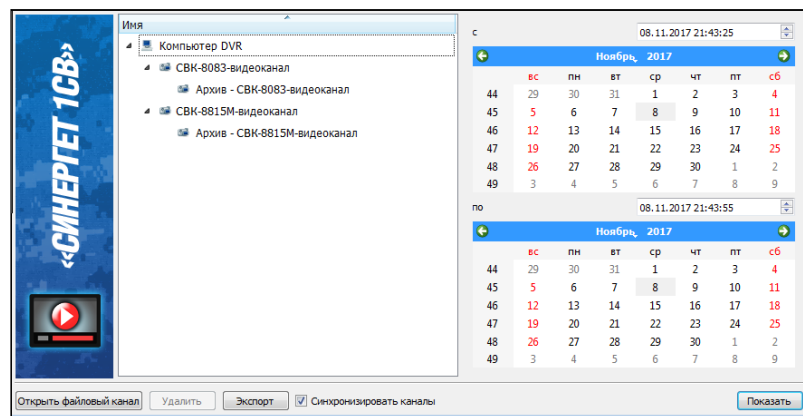 «СИНЕРГЕТ 1СВ»
Имя
Компьютер DVR
СВК-8083-видеоканал
Архив - СВК-8083-видеоканал
СВК-8815М-видеоканал
Архив - СВК-8815М-видеоканал
с 08.11.2017 21:43:25
Ноябрь, 2017
вс пн вт ср чт пт сб
44 29 30 31 1 2 3 4
45 5 6 7 8 9 10 11
46 12 13 14 15 16 17 18
47 19 20 21 22 23 24 25
48 26 27 28 29 30 1 2
49 3 4 5 6 7 8 9
по 08.11.2017 21:43:55
Ноябрь, 2017
вс пн вт ср чт пт сб
44 29 30 31 1 2 3 4
45 5 6 7 8 9 10 11
46 12 13 14 15 16 17 18
47 19 20 21 22 23 24 25
48 26 27 28 29 30 1 2
49 3 4 5 6 7 8 9
Открыть файловый канал Удалить Экспорт Синхронизировать каналы Показать